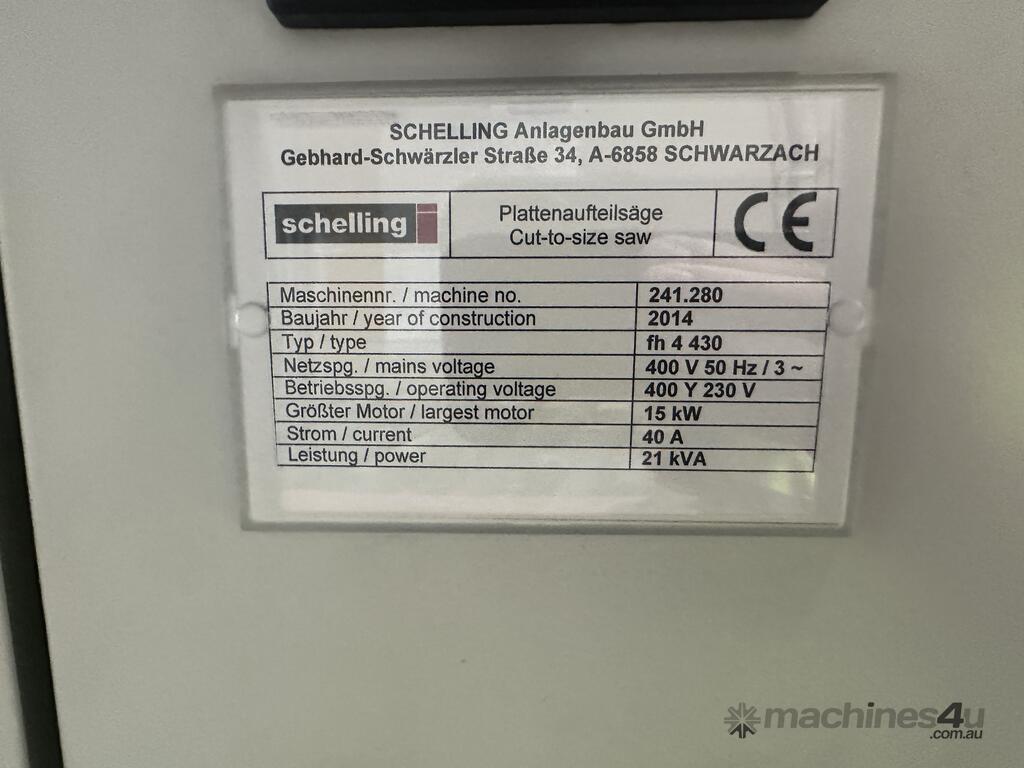 SCHELLING Anlagenbau GmbH
Gebhard-Schwärzler Straße 34, A-6858 SCHWARZACH
schelling
Plattenaufteilsäge
Cut-to-size saw
CE
Maschinennr. / machine no. 241.280
Baujahr / year of construction 2014
Typ / type fh 4 430
Netzspg. / mains voltage 400 V 50 Hz / 3 ~
Betriebsspg. / operating voltage 400 Y 230 V
Größter Motor / largest motor 15 kW
Strom / current 40 A
Leistung / power 21 kVA
machines4u
.com.au